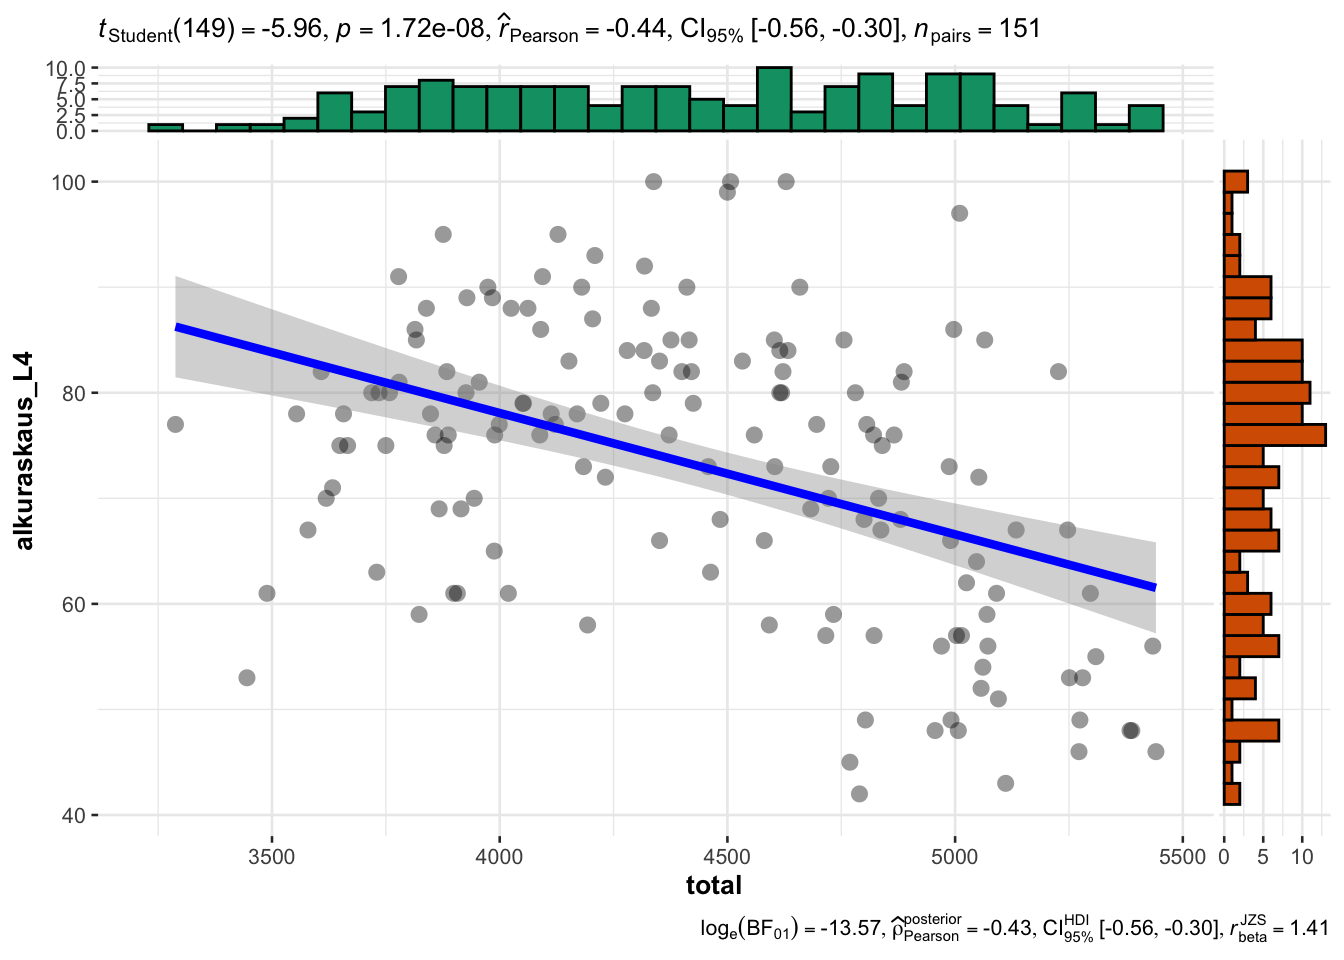 t_Student(149) = -5.96, p = 1.72e-08, r̂_Pearson = -0.44, CI_95% [-0.56, -0.30], n_pairs = 151
10.0
7.5
5.0
2.5
0.0
100
80
60
40
alkuraskaus_L4
3500 4000 4500 5000 5500
0 5 10
total
log_e(BF_01) = -13.57, ρ̂_Pearson^posterior = -0.43, CI_95%^HDI [-0.56, -0.30], r_beta^JZS = 1.41